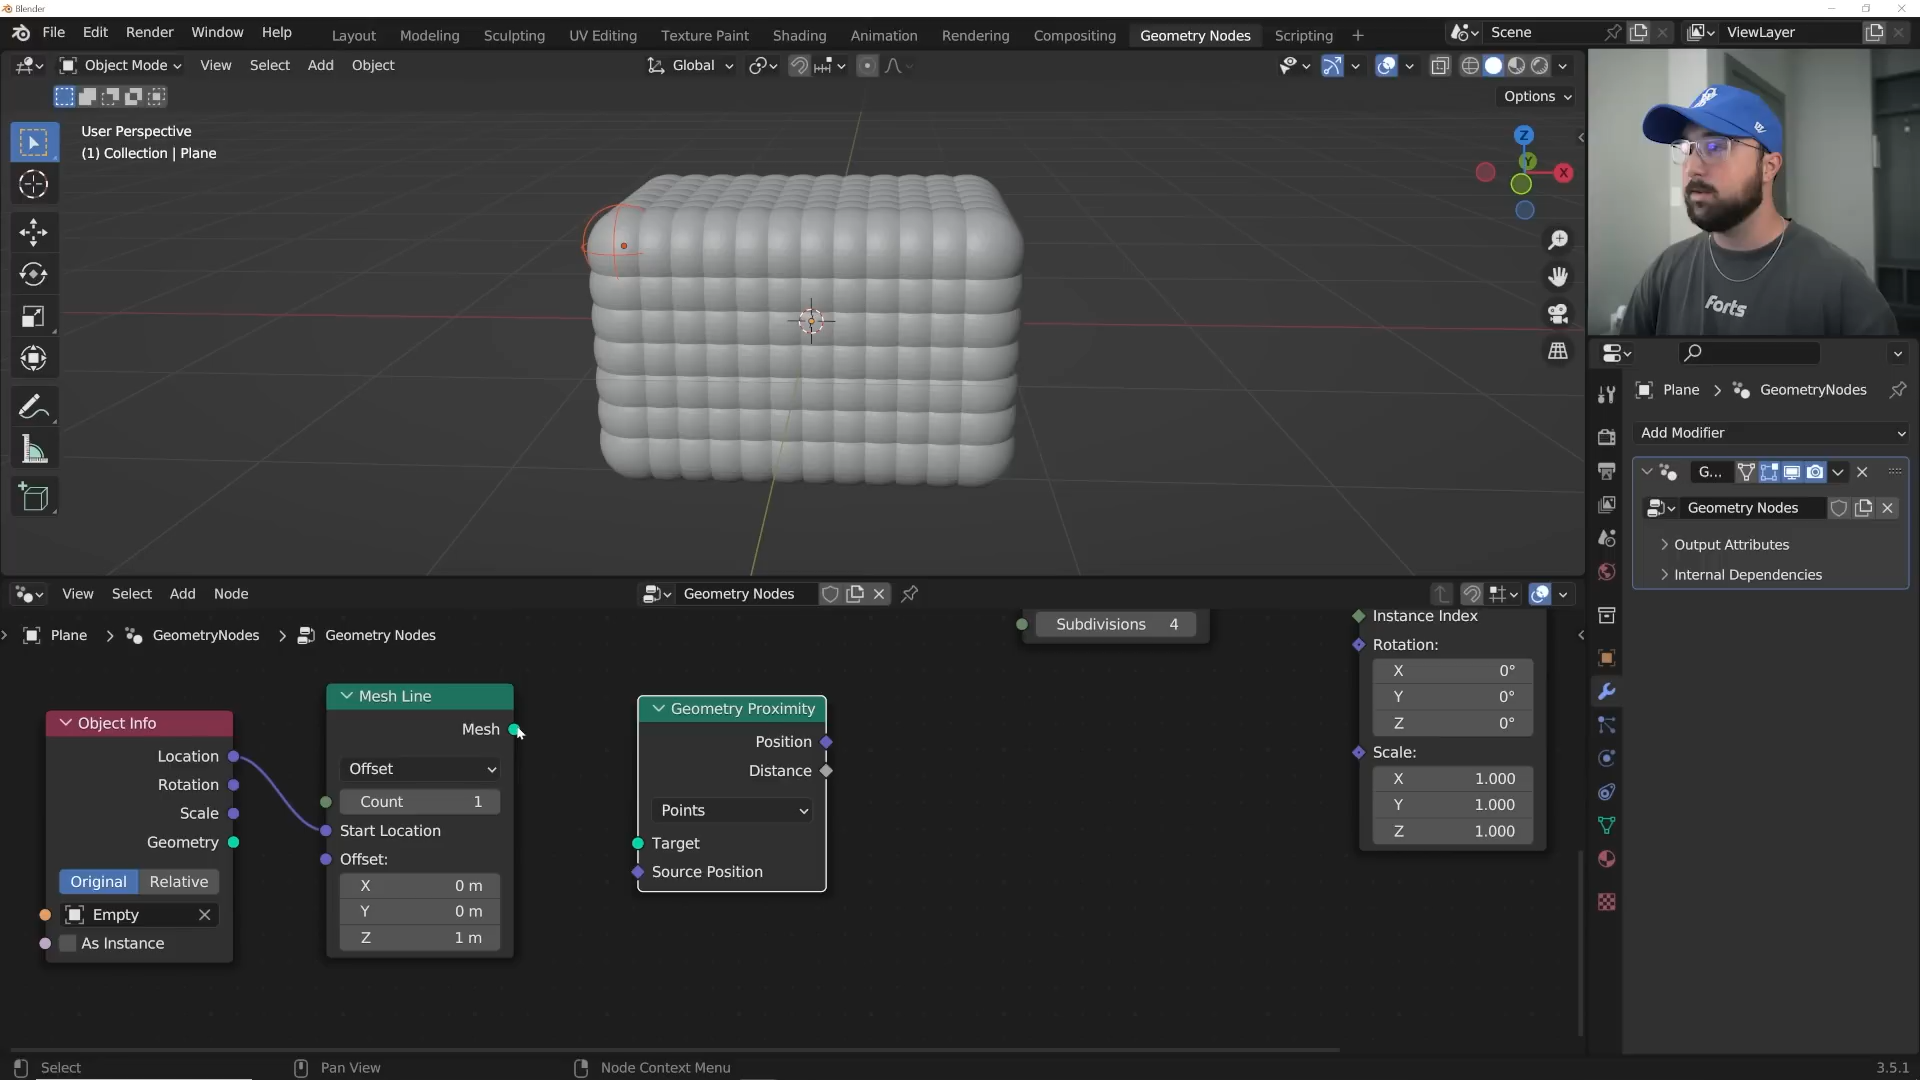 Blender
File Edit Render Window Help
Layout Modeling Sculpting UV Editing Texture Paint Shading Animation Rendering Compositing Geometry Nodes Scripting +
Scene
ViewLayer
Object Mode View Select Add Object
Global
Options
User Perspective
(1) Collection | Plane
Z
Y
X
Forts
Plane > GeometryNodes
Add Modifier
G...
Geometry Nodes
Output Attributes
Internal Dependencies
View Select Add Node
Geometry Nodes
Plane > GeometryNodes > Geometry Nodes
Object Info
Location
Rotation
Scale
Geometry
Original Relative
Empty
As Instance
Mesh Line
Mesh
Offset
Count 1
Start Location
Offset:
X 0 m
Y 0 m
Z 1 m
Geometry Proximity
Position
Distance
Points
Target
Source Position
Subdivisions 4
Instance Index
Rotation:
X 0°
Y 0°
Z 0°
Scale:
X 1.000
Y 1.000
Z 1.000
Select
Pan View
Node Context Menu
3.5.1